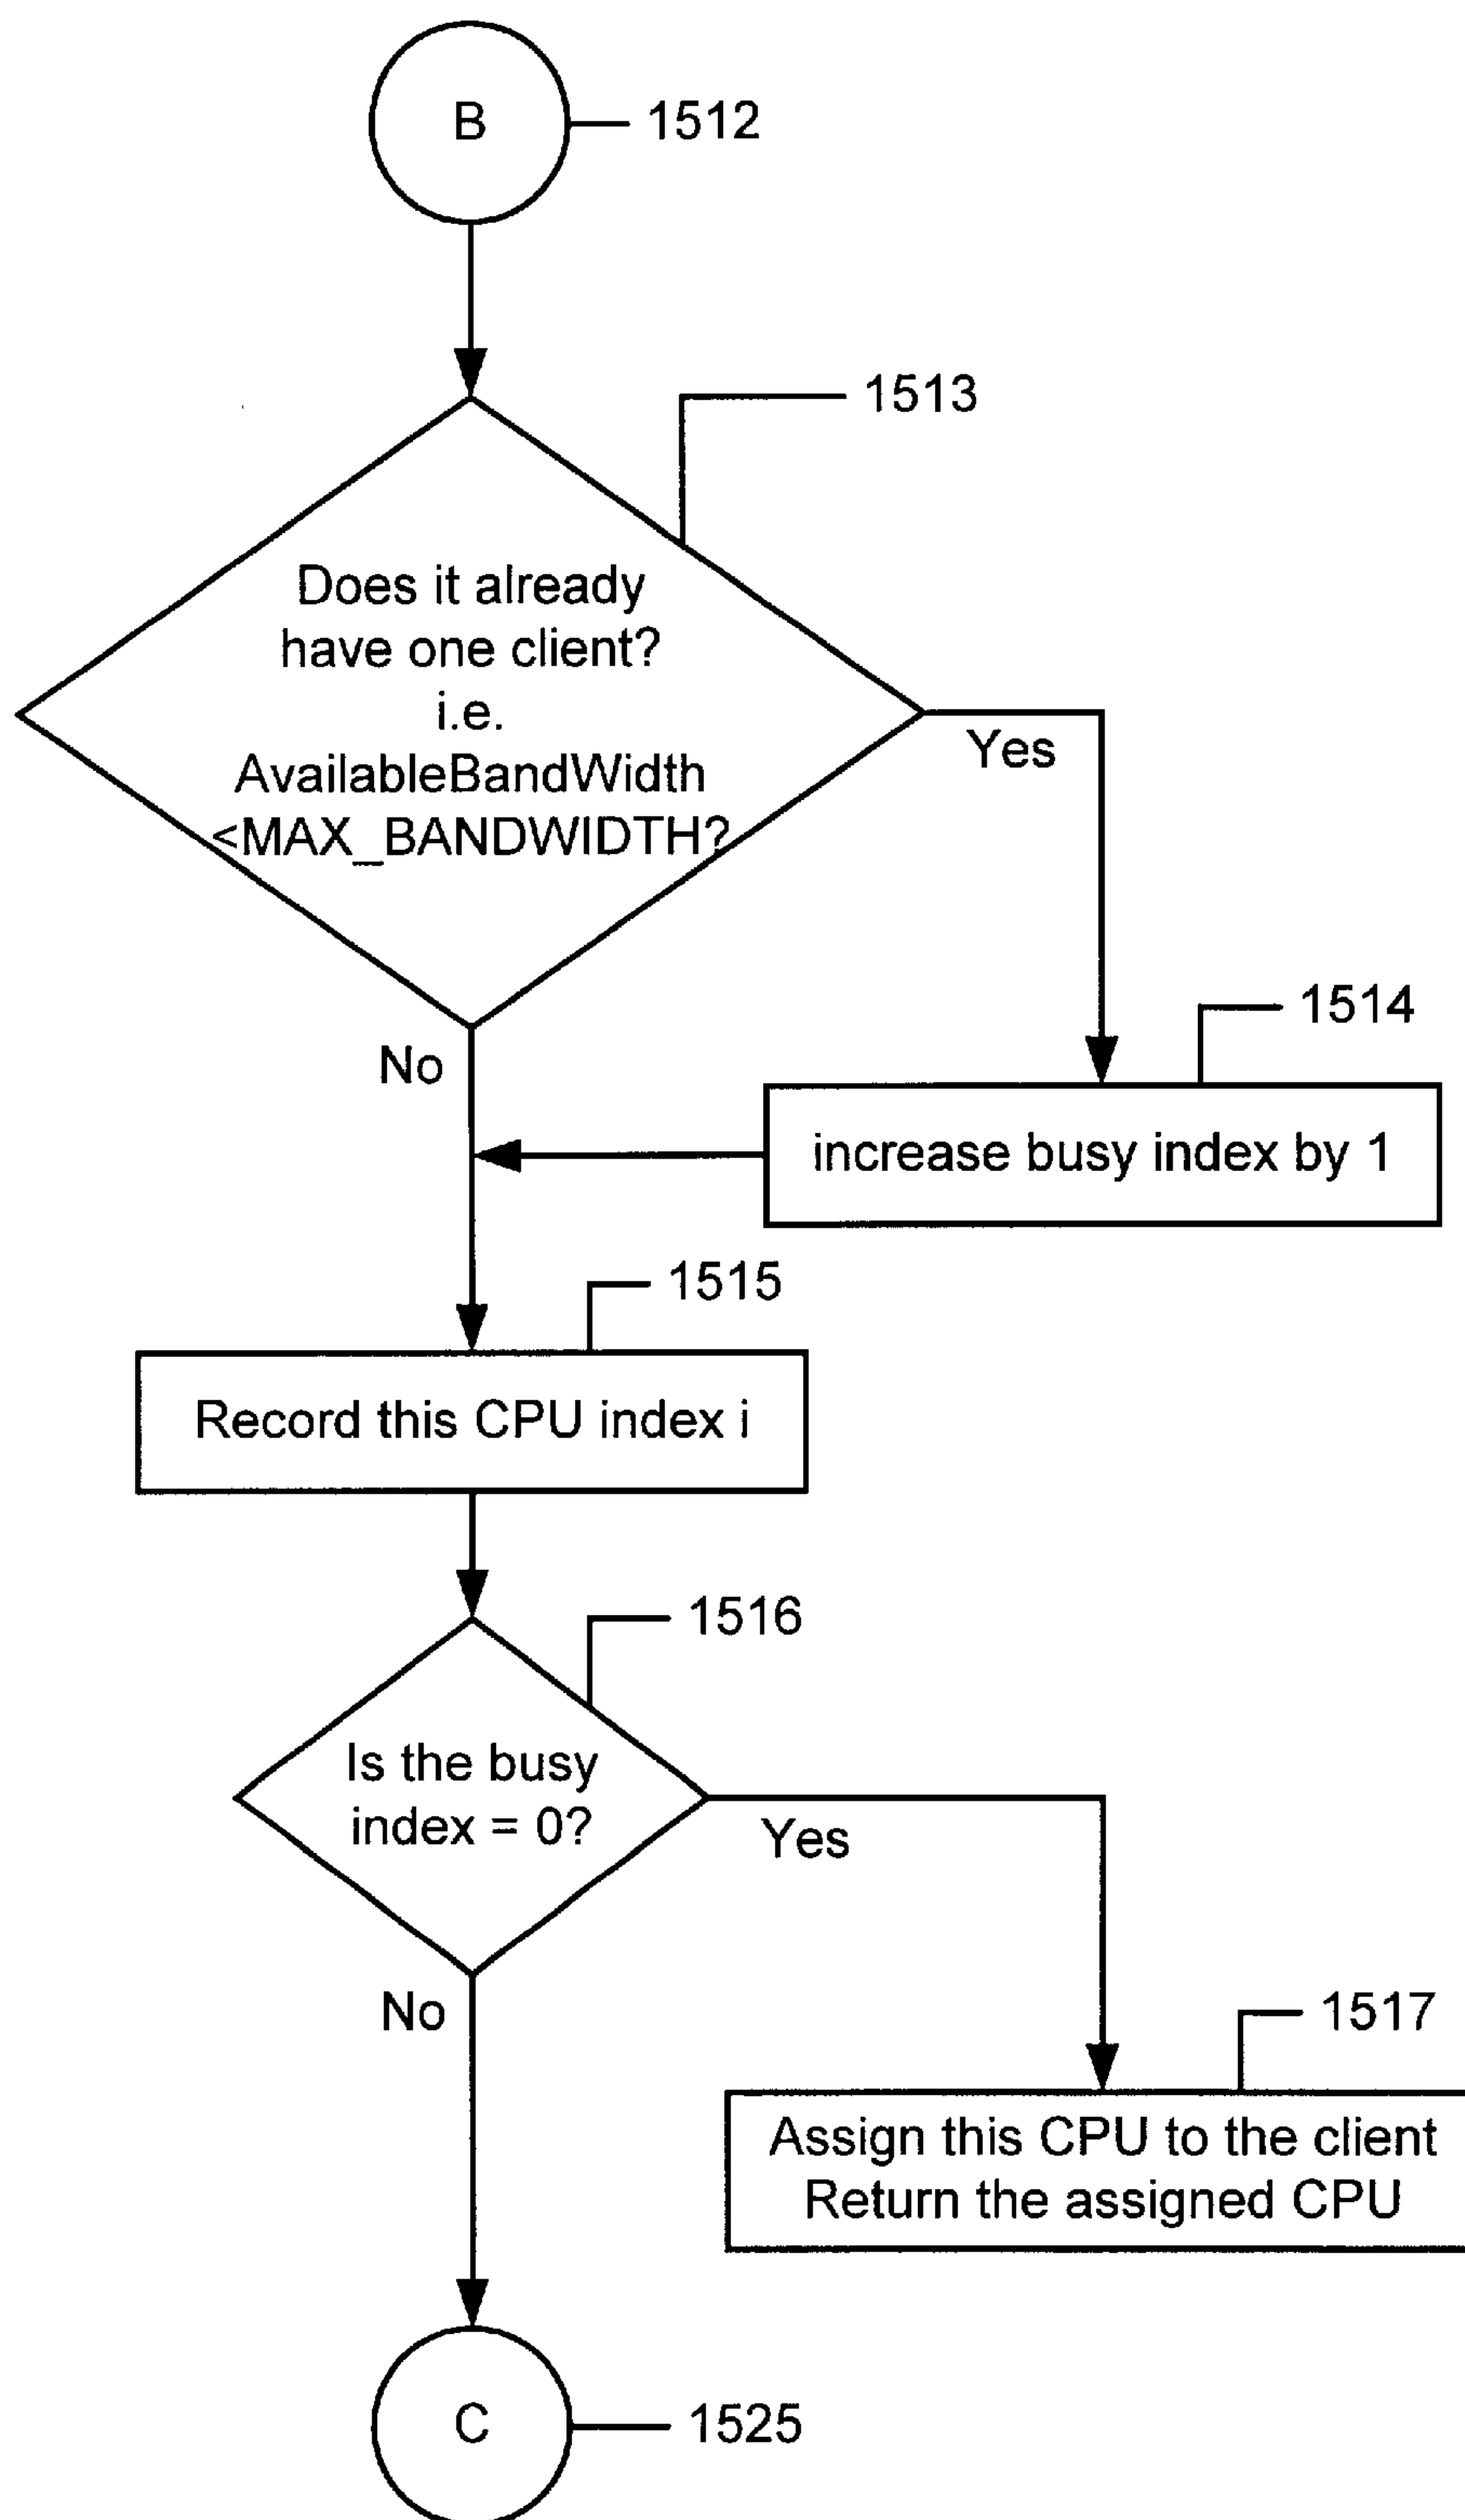 B
1512
1513
Does it already
have one client?
i.e.
AvailableBandWidth
<MAX_BANDWIDTH?
Yes
No
1514
increase busy index by 1
1515
Record this CPU index i
1516
Is the busy
index = 0?
Yes
No
1517
Assign this CPU to the client
Return the assigned CPU
C
1525